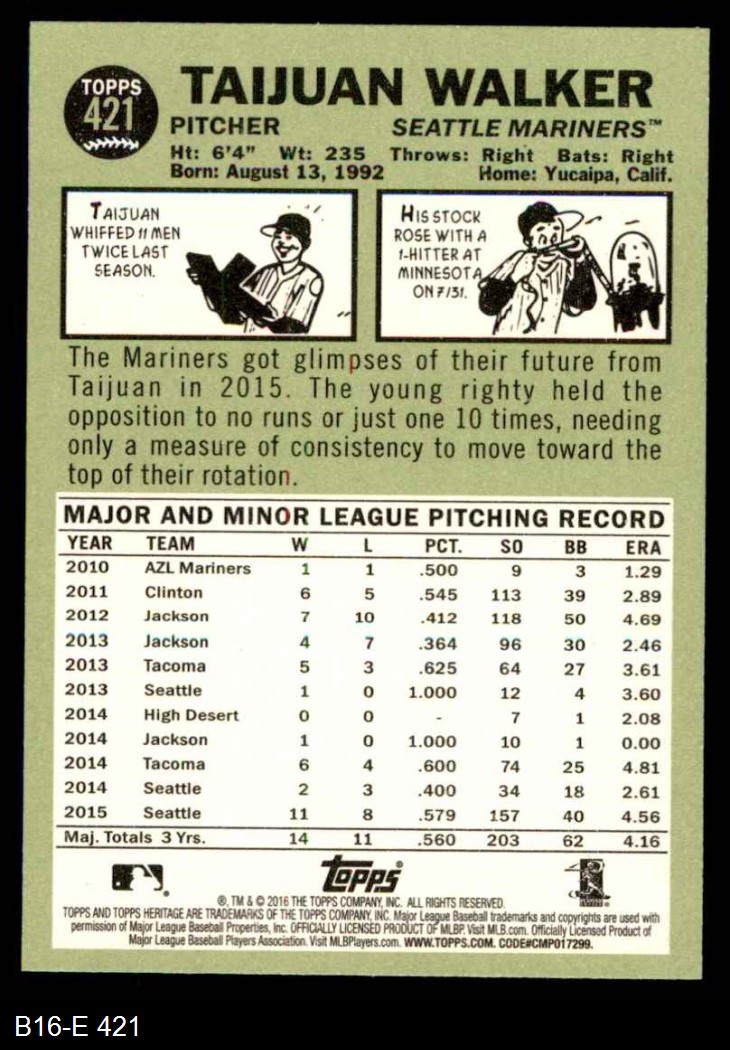 TOPPS
421
TAIJUAN WALKER
PITCHER SEATTLE MARINERS™
Ht: 6'4" Wt: 235 Throws: Right Bats: Right
Born: August 13, 1992 Home: Yucaipa, Calif.
TAIJUAN
WHIFFED 11 MEN
TWICE LAST
SEASON.
HIS STOCK
ROSE WITH A
1-HITTER AT
MINNESOTA
ON 7/31.
The Mariners got glimpses of their future from
Taijuan in 2015. The young righty held the
opposition to no runs or just one 10 times, needing
only a measure of consistency to move toward the
top of their rotation.
MAJOR AND MINOR LEAGUE PITCHING RECORD
YEAR TEAM W L PCT. SO BB ERA
2010 AZL Mariners 1 1 .500 9 3 1.29
2011 Clinton 6 5 .545 113 39 2.89
2012 Jackson 7 10 .412 118 50 4.69
2013 Jackson 4 7 .364 96 30 2.46
2013 Tacoma 5 3 .625 64 27 3.61
2013 Seattle 1 0 1.000 12 4 3.60
2014 High Desert 0 0 - 7 1 2.08
2014 Jackson 1 0 1.000 10 1 0.00
2014 Tacoma 6 4 .600 74 25 4.81
2014 Seattle 2 3 .400 34 18 2.61
2015 Seattle 11 8 .579 157 40 4.56
Maj. Totals 3 Yrs. 14 11 .560 203 62 4.16
Topps
®, TM & © 2016 THE TOPPS COMPANY, INC. ALL RIGHTS RESERVED.
TOPPS AND TOPPS HERITAGE ARE TRADEMARKS OF THE TOPPS COMPANY, INC. Major League Baseball trademarks and copyrights are used with
permission of Major League Baseball Properties, Inc. OFFICIALLY LICENSED PRODUCT OF MLBP. Visit MLB.com. Officially Licensed Product of
Major League Baseball Players Association. Visit MLBPlayers.com. WWW.TOPPS.COM. CODE#CMP017299.
B16-E 421